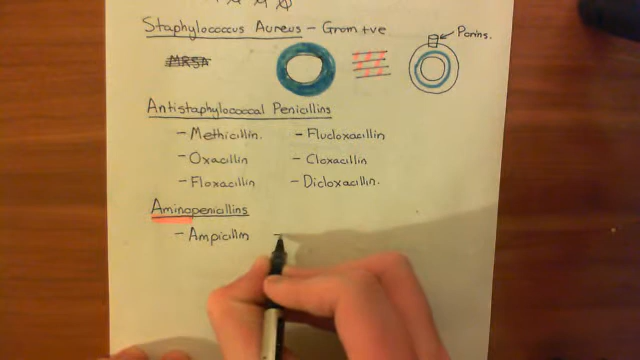 Staphylococcus Aureus - Gram +ve
MRSA
Porins.
Antistaphylococcal Penicillins
- Methicillin. - Flucloxacillin
- Oxacillin - Cloxacillin
- Floxacillin - Dicloxacillin.
Aminopenicillins
- Ampicillin -